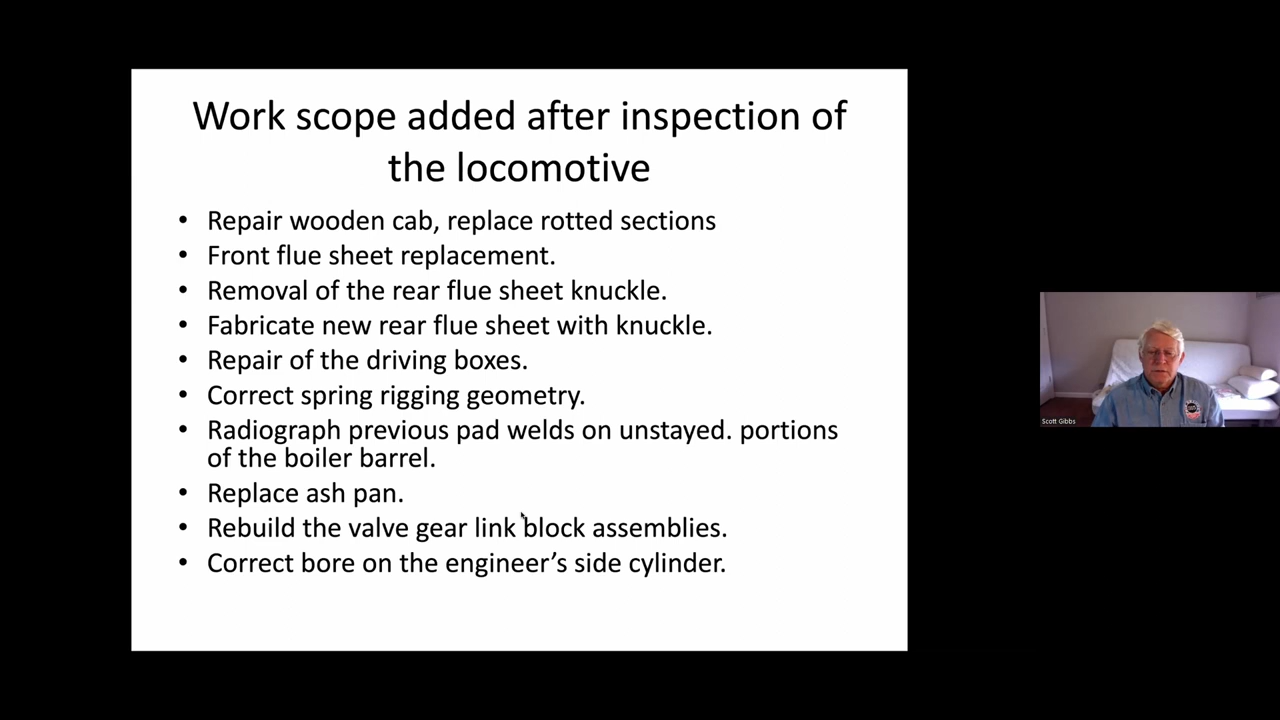 Work scope added after inspection of
the locomotive
• Repair wooden cab, replace rotted sections
• Front flue sheet replacement.
• Removal of the rear flue sheet knuckle.
• Fabricate new rear flue sheet with knuckle.
• Repair of the driving boxes.
• Correct spring rigging geometry.
• Radiograph previous pad welds on unstayed. portions
of the boiler barrel.
• Replace ash pan.
• Rebuild the valve gear link block assemblies.
• Correct bore on the engineer’s side cylinder.
Scott Gibbs